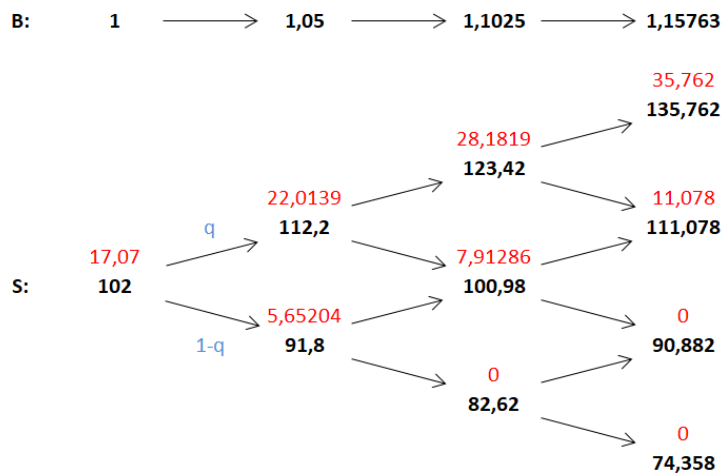 B: 1 1,05 1,1025 1,15763
35,762
135,762
28,1819
123,42
22,0139 11,078
q 112,2 111,078
17,07 7,91286
S: 102 100,98
5,65204 0
1-q 91,8 90,882
0
82,62
0
74,358